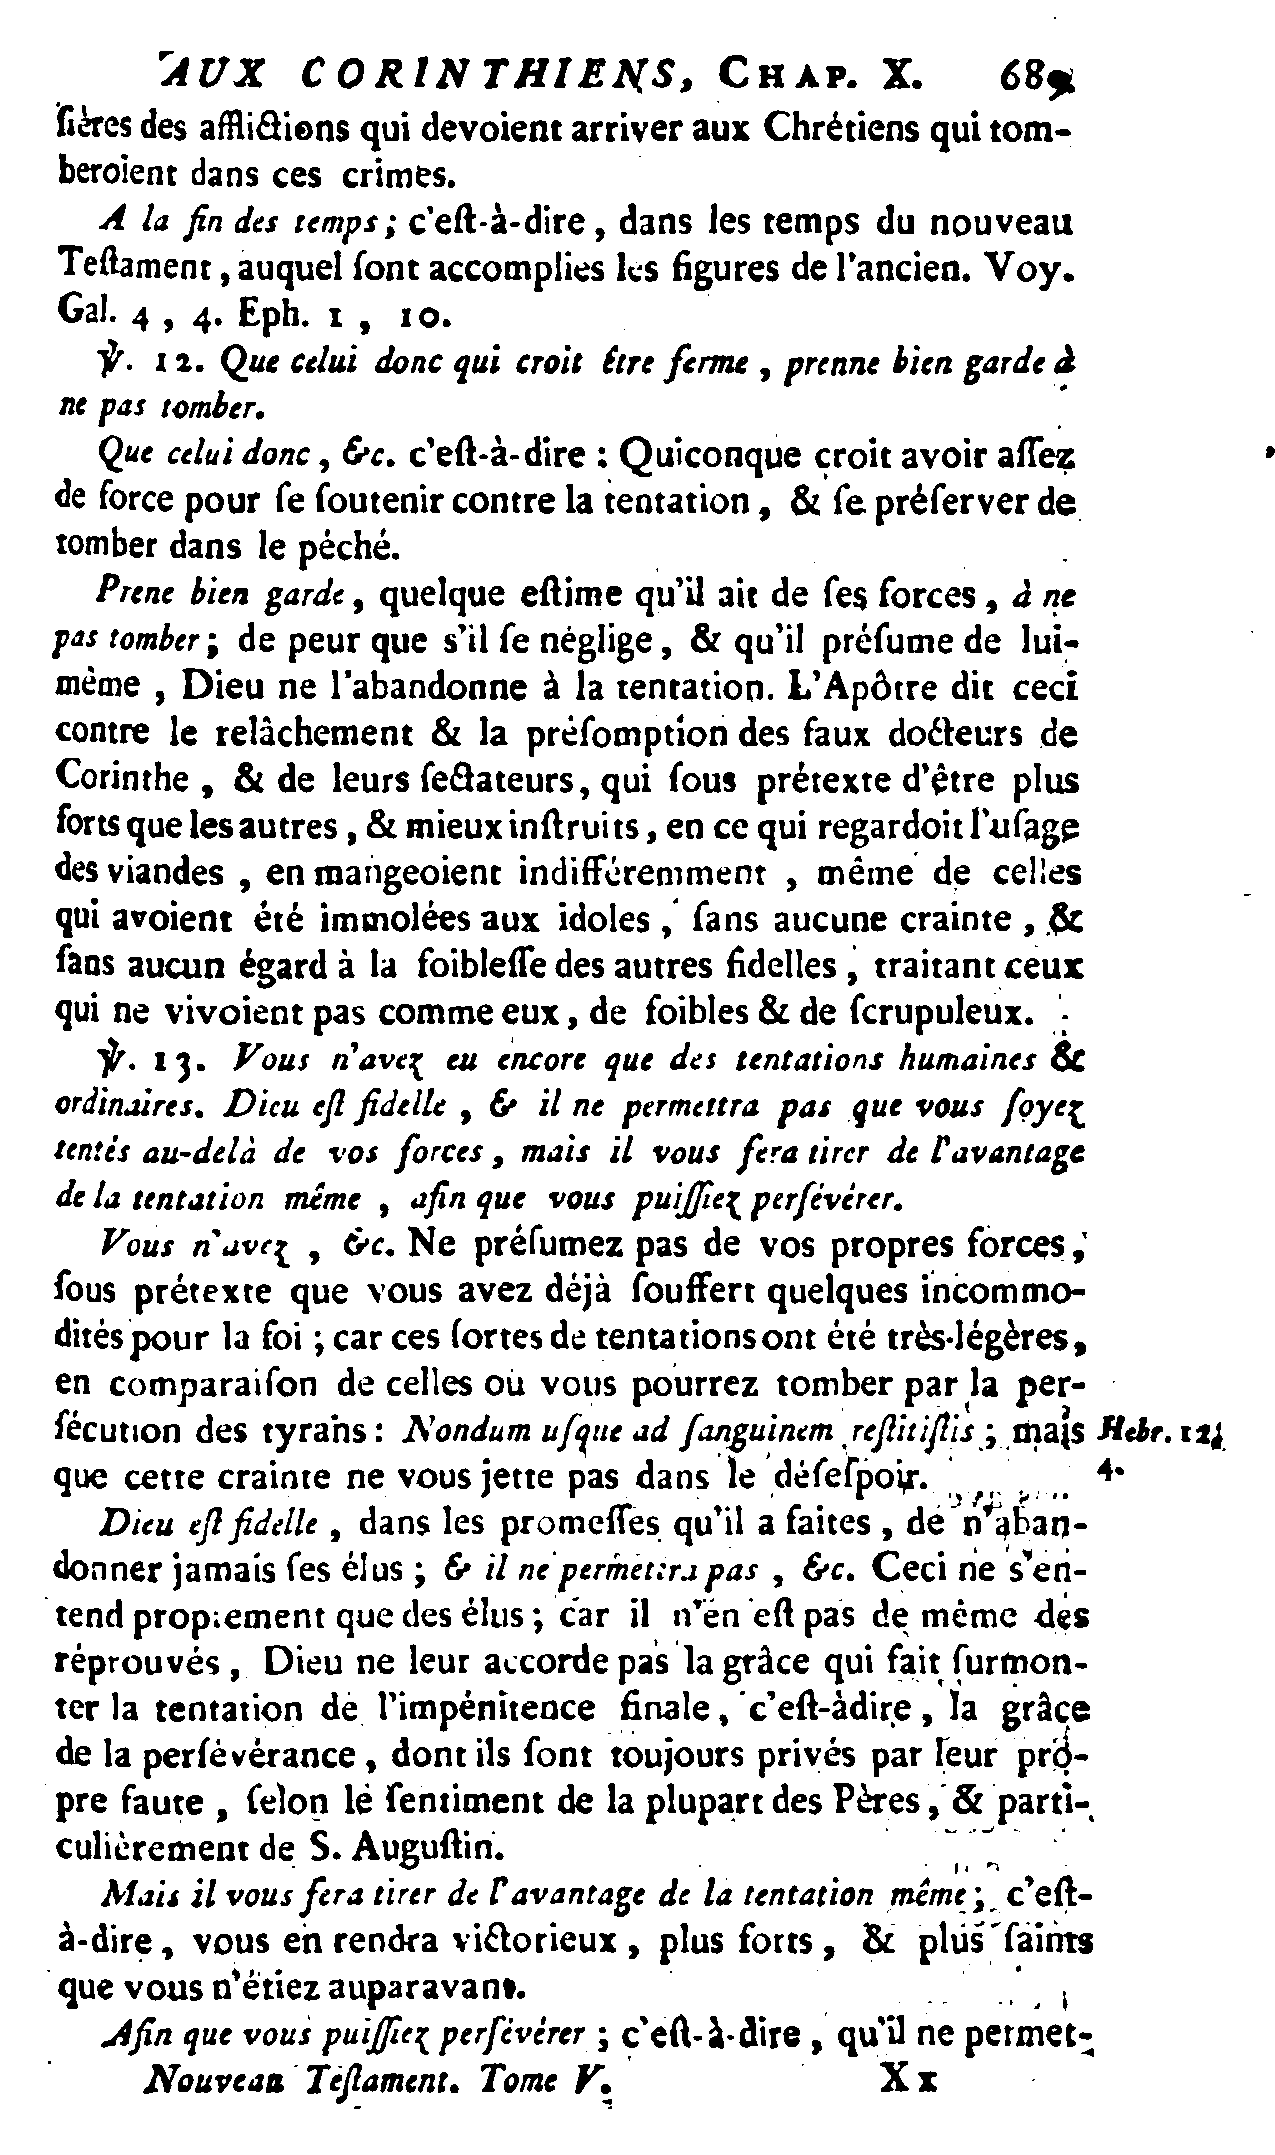 AUX CORINTHIENS, CHAP. X. 689
sières des afflictions qui devoient arriver aux Chrétiens qui tom-
beroient dans ces crimes.
A la fin des temps; c'est-à-dire, dans les temps du nouveau
Testament, auquel sont accomplies les figures de l'ancien. Voy.
Gal. 4, 4. Eph. 1, 10.
℣. 12. Que celui donc qui croit être ferme, prenne bien garde à
ne pas tomber.
Que celui donc, &c. c'est-à-dire : Quiconque croit avoir assez
de force pour se soutenir contre la tentation, & se préserver de
tomber dans le péché.
Prene bien garde, quelque estime qu'il ait de ses forces, à ne
pas tomber; de peur que s'il se néglige, & qu'il présume de lui-
même, Dieu ne l'abandonne à la tentation. L'Apôtre dit ceci
contre le relâchement & la présomption des faux docteurs de
Corinthe, & de leurs sectateurs, qui sous prétexte d'être plus
forts que les autres, & mieux instruits, en ce qui regardoit l'usage
des viandes, en mangeoient indifféremment, même de celles
qui avoient été immolées aux idoles, sans aucune crainte, &
sans aucun égard à la foiblesse des autres fidelles, traitant ceux
qui ne vivoient pas comme eux, de foibles & de scrupuleux.
℣. 13. Vous n'avez eu encore que des tentations humaines &
ordinaires. Dieu est fidelle, & il ne permettra pas que vous soyez
tentés au-delà de vos forces, mais il vous fera tirer de l'avantage
de la tentation même, afin que vous puissiez persévérer.
Vous n'avez, &c. Ne présumez pas de vos propres forces,
sous prétexte que vous avez déjà souffert quelques incommo-
dités pour la foi; car ces sortes de tentations ont été très-légères,
en comparaison de celles où vous pourrez tomber par la per-
sécution des tyrans : Nondum usque ad sanguinem restitistis; mais Hebr. 12,
que cette crainte ne vous jette pas dans le désespoir. 4.
Dieu est fidelle, dans les promesses qu'il a faites, de n'aban-
donner jamais ses élus; & il ne permettra pas, &c. Ceci ne s'en-
tend proprement que des élus; car il n'en est pas de même des
réprouvés, Dieu ne leur accorde pas la grâce qui fait surmon-
ter la tentation de l'impénitence finale, c'est-àdire, la grâce
de la persévérance, dont ils sont toujours privés par leur pro-
pre faute, selon le sentiment de la plupart des Pères, & parti-
culièrement de S. Augustin.
Mais il vous fera tirer de l'avantage de la tentation même; c'est-
à-dire, vous en rendra victorieux, plus forts, & plus saints
que vous n'étiez auparavant.
Afin que vous puissiez persévérer; c'est-à-dire, qu'il ne permet-
Nouveau Testament. Tome V. X x